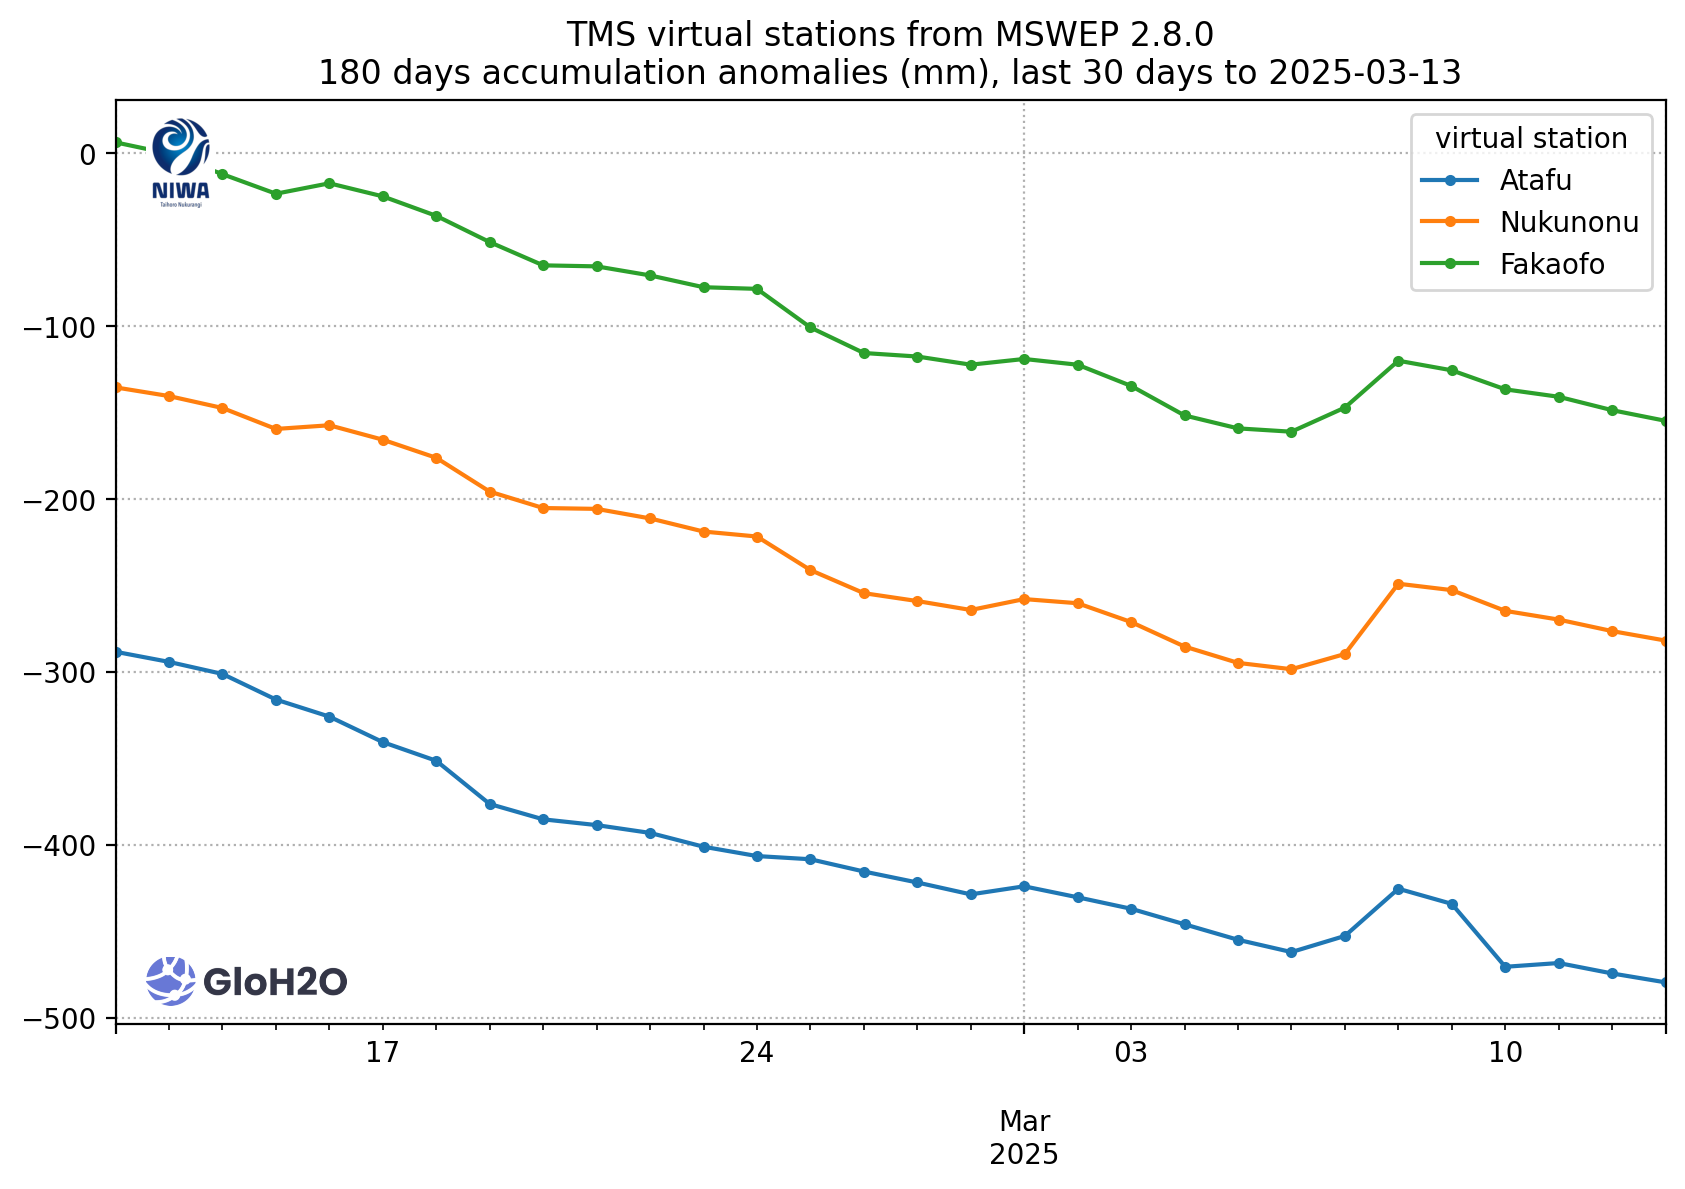 TMS virtual stations from MSWEP 2.8.0
180 days accumulation anomalies (mm), last 30 days to 2025-03-13
NIWA
Taihoro Nukurangi
virtual station
Atafu
Nukunonu
Fakaofo
0
−100
−200
−300
−400
−500
GloH2O
17
24
03
10
Mar
2025